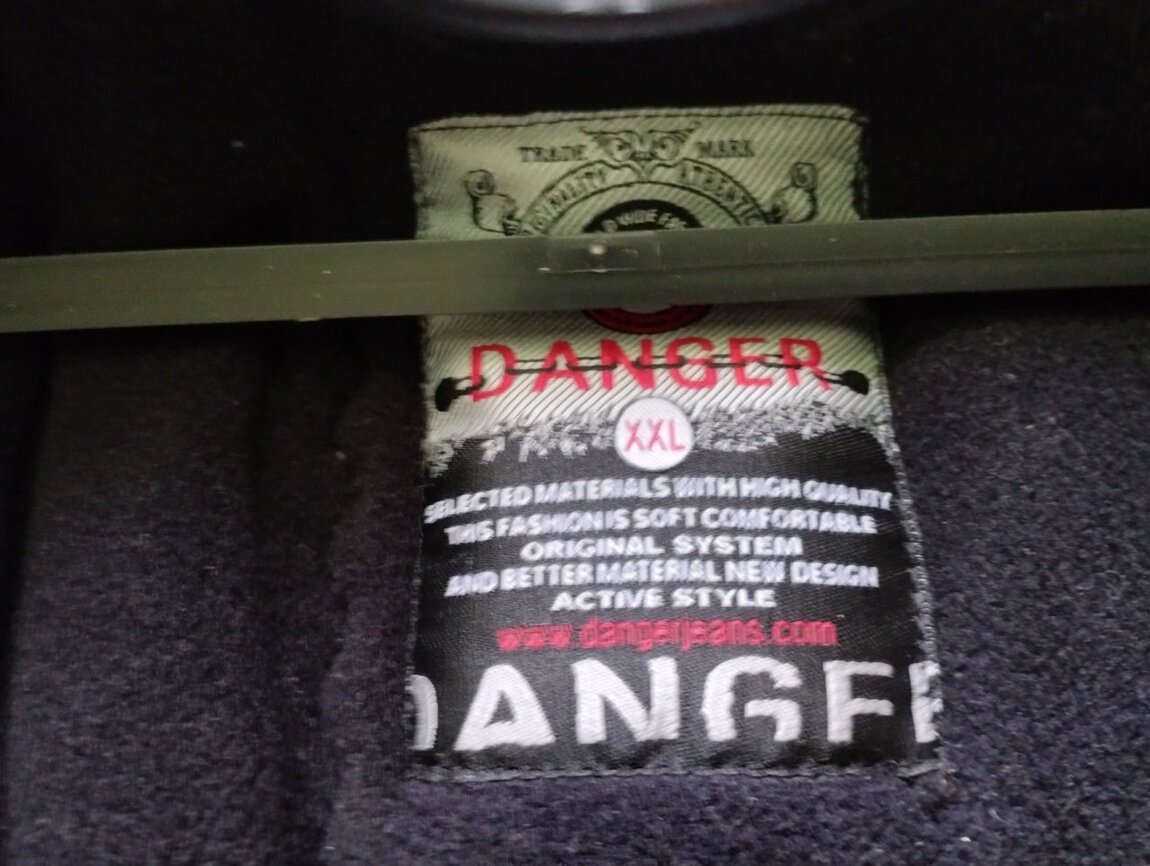 TRADE MARK
DANGER
XXL
SELECTED MATERIALS WITH HIGH QUALITY
THIS FASHION IS SOFT COMFORTABLE
ORIGINAL SYSTEM
AND BETTER MATERIAL NEW DESIGN
ACTIVE STYLE
www.dangerjeans.com
DANGER